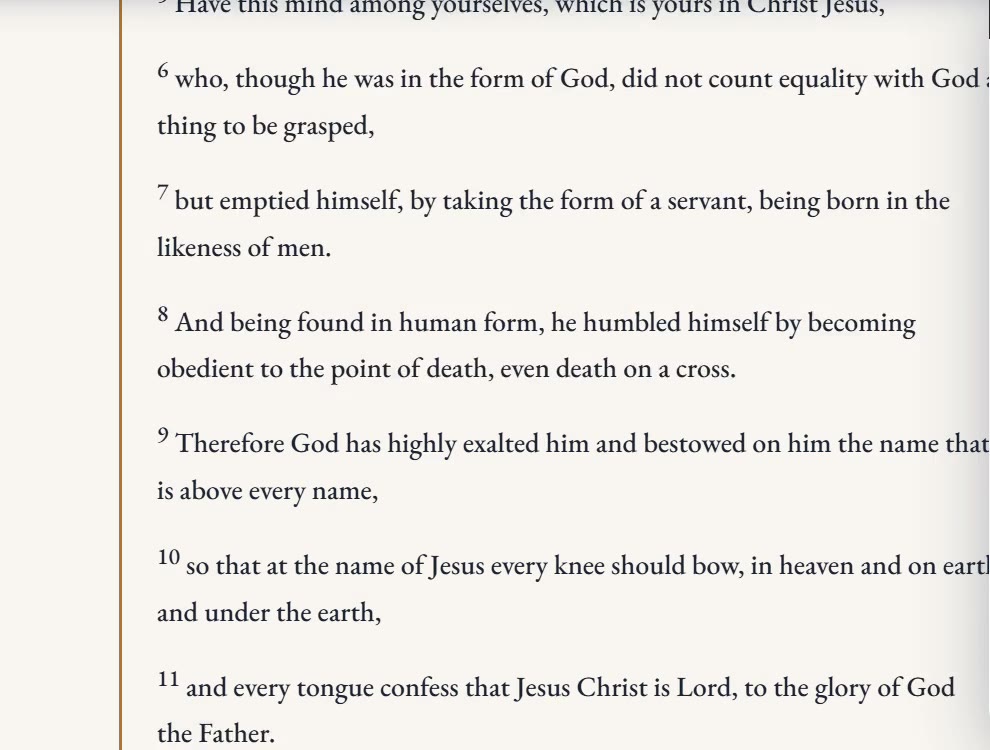 5 Have this mind among yourselves, which is yours in Christ Jesus,
6 who, though he was in the form of God, did not count equality with God a
thing to be grasped,
7 but emptied himself, by taking the form of a servant, being born in the
likeness of men.
8 And being found in human form, he humbled himself by becoming
obedient to the point of death, even death on a cross.
9 Therefore God has highly exalted him and bestowed on him the name that
is above every name,
10 so that at the name of Jesus every knee should bow, in heaven and on earth
and under the earth,
11 and every tongue confess that Jesus Christ is Lord, to the glory of God
the Father.